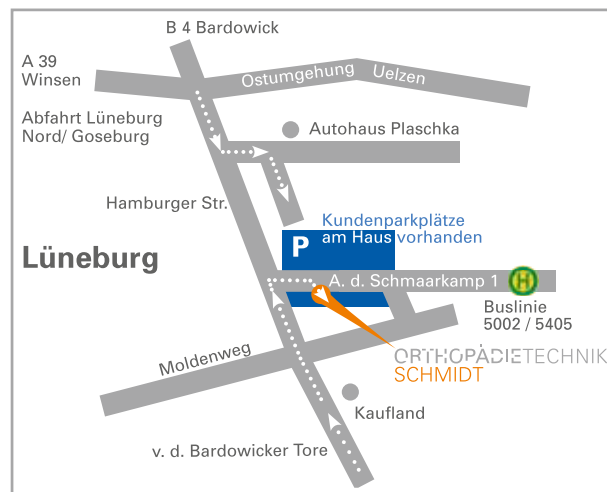 B 4 Bardowick
A 39
Winsen
Ostumgehung Uelzen
Abfahrt Lüneburg
Nord/ Goseburg
Autohaus Plaschka
Hamburger Str.
Kundenparkplätze
am Haus vorhanden
P
Lüneburg
A. d. Schmaarkamp 1
H
Buslinie
5002 / 5405
Moldenweg
ORTHOPÄDIETECHNIK
SCHMIDT
Kaufland
v. d. Bardowicker Tore